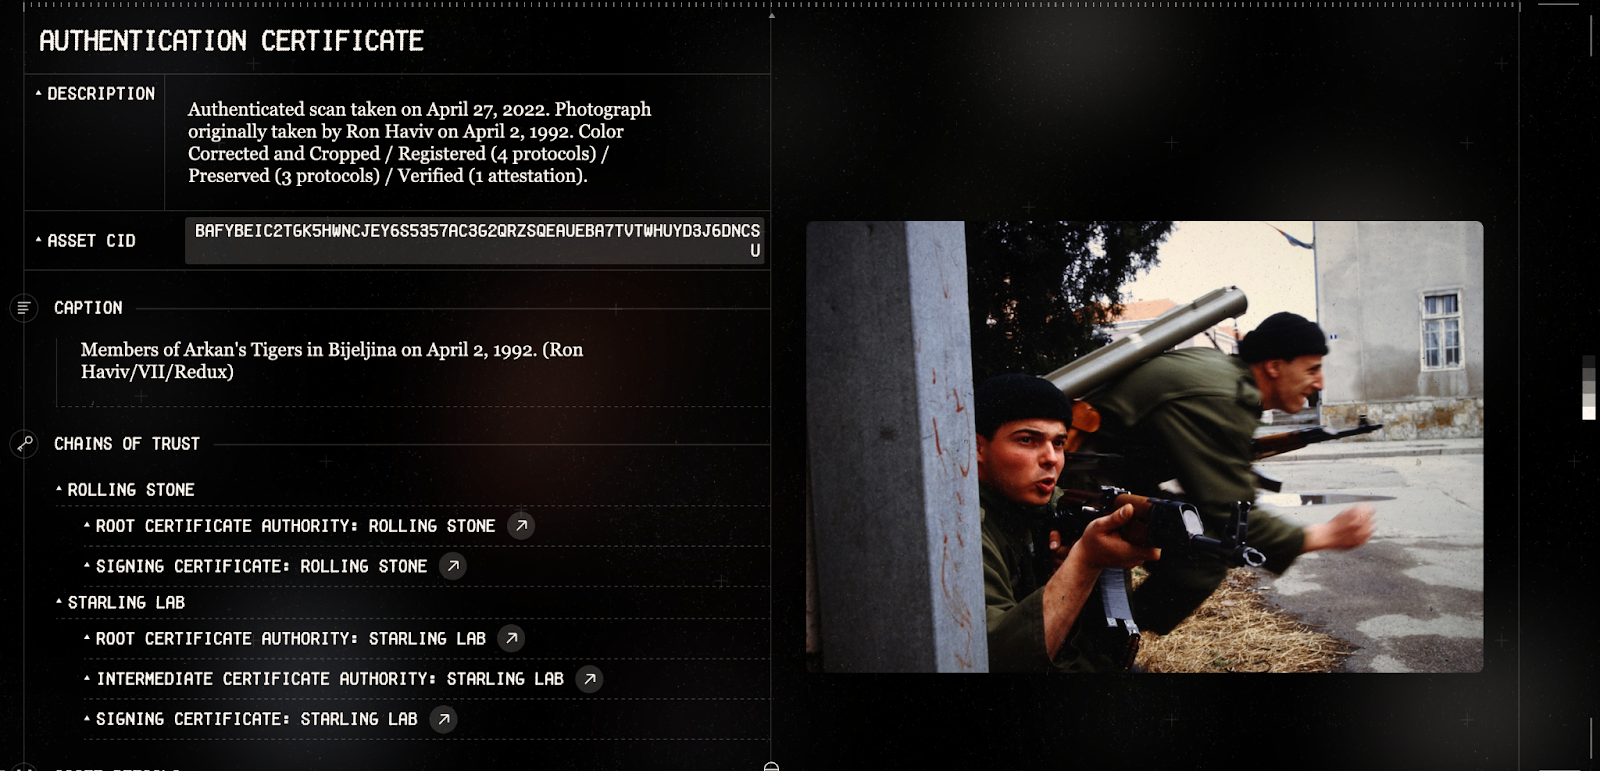 AUTHENTICATION CERTIFICATE
DESCRIPTION
Authenticated scan taken on April 27, 2022. Photograph
originally taken by Ron Haviv on April 2, 1992. Color
Corrected and Cropped / Registered (4 protocols) /
Preserved (3 protocols) / Verified (1 attestation).
ASSET CID
BAFYBEIC2TGK5HWNCJEY6S5357AC3G2QRZSQEAUEBA7TVTWHUYD3J6DNCS
U
CAPTION
Members of Arkan's Tigers in Bijeljina on April 2, 1992. (Ron
Haviv/VII/Redux)
CHAINS OF TRUST
ROLLING STONE
ROOT CERTIFICATE AUTHORITY: ROLLING STONE
SIGNING CERTIFICATE: ROLLING STONE
STARLING LAB
ROOT CERTIFICATE AUTHORITY: STARLING LAB
INTERMEDIATE CERTIFICATE AUTHORITY: STARLING LAB
SIGNING CERTIFICATE: STARLING LAB